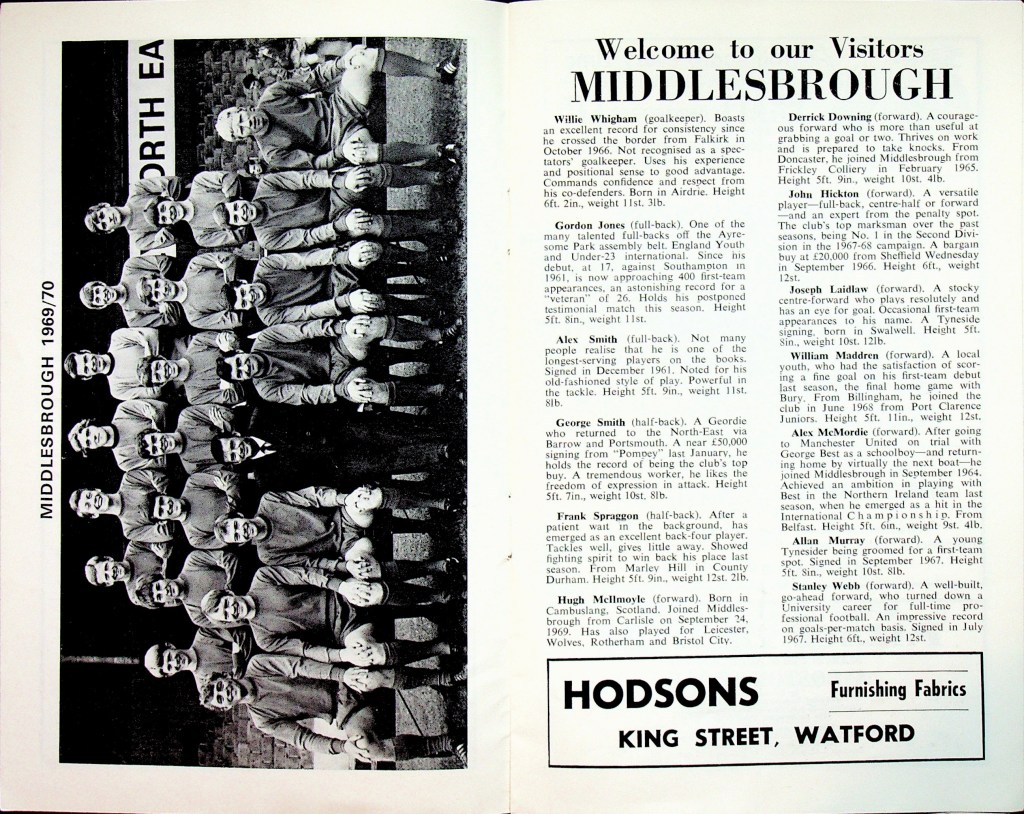 MIDDLESBROUGH 1969/70
ORTH EA
Welcome to our Visitors
MIDDLESBROUGH
Willie Whigham (goalkeeper). Boasts
an excellent record for consistency since
he crossed the border from Falkirk in
October 1966. Not recognised as a spec-
tators' goalkeeper. Uses his experience
and positional sense to good advantage.
Commands confidence and respect from
his co-defenders. Born in Airdrie. Height
6ft. 2in., weight 11st. 3lb.
Gordon Jones (full-back). One of the
many talented full-backs off the Ayre-
some Park assembly belt. England Youth
and Under-23 international. Since his
debut, at 17, against Southampton in
1961, is now approaching 400 first-team
appearances, an astonishing record for a
"veteran" of 26. Holds his postponed
testimonial match this season. Height
5ft. 8in., weight 11st.
Alex Smith (full-back). Not many
people realise that he is one of the
longest-serving players on the books.
Signed in December 1961. Noted for his
old-fashioned style of play. Powerful in
the tackle. Height 5ft. 9in., weight 11st.
8lb.
George Smith (half-back). A Geordie
who returned to the North-East via
Barrow and Portsmouth. A near £50,000
signing from "Pompey" last January, he
holds the record of being the club's top
buy. A tremendous worker, he likes the
freedom of expression in attack. Height
5ft. 7in., weight 10st. 8lb.
Frank Spraggon (half-back). After a
patient wait in the background, has
emerged as an excellent back-four player.
Tackles well, gives little away. Showed
fighting spirit to win back his place last
season. From Marley Hill in County
Durham. Height 5ft. 9in., weight 12st. 2lb.
Hugh McIlmoyle (forward). Born in
Cambuslang, Scotland. Joined Middles-
brough from Carlisle on September 24,
1969. Has also played for Leicester,
Wolves, Rotherham and Bristol City.
Derrick Downing (forward). A courage-
ous forward who is more than useful at
grabbing a goal or two. Thrives on work
and is prepared to take knocks. From
Doncaster, he joined Middlesbrough from
Frickley Colliery in February 1965.
Height 5ft. 9in., weight 10st. 4lb.
John Hickton (forward). A versatile
player—full-back, centre-half or forward
—and an expert from the penalty spot.
The club's top marksman over the past
seasons, being No. 1 in the Second Divi-
sion in the 1967-68 campaign. A bargain
buy at £20,000 from Sheffield Wednesday
in September 1966. Height 6ft., weight
12st.
Joseph Laidlaw (forward). A stocky
centre-forward who plays resolutely and
has an eye for goal. Occasional first-team
appearances to his name. A Tyneside
signing, born in Swalwell. Height 5ft.
8in., weight 10st. 12lb.
William Maddren (forward). A local
youth, who had the satisfaction of scor-
ing a fine goal on his first-team debut
last season, the final home game with
Bury. From Billingham, he joined the
club in June 1968 from Port Clarence
Juniors. Height 5ft. 11in., weight 12st.
Alex McMordie (forward). After going
to Manchester United on trial with
George Best as a schoolboy—and return-
ing home by virtually the next boat—he
joined Middlesbrough in September 1964.
Achieved an ambition in playing with
Best in the Northern Ireland team last
season, when he emerged as a hit in the
International Championship. From
Belfast. Height 5ft. 6in., weight 9st. 4lb.
Allan Murray (forward). A young
Tynesider being groomed for a first-team
spot. Signed in September 1967. Height
5ft. 8in., weight 10st. 8lb.
Stanley Webb (forward). A well-built,
go-ahead forward, who turned down a
University career for full-time pro-
fessional football. An impressive record
on goals-per-match basis. Signed in July
1967. Height 6ft., weight 12st.
HODSONS
Furnishing Fabrics
KING STREET, WATFORD